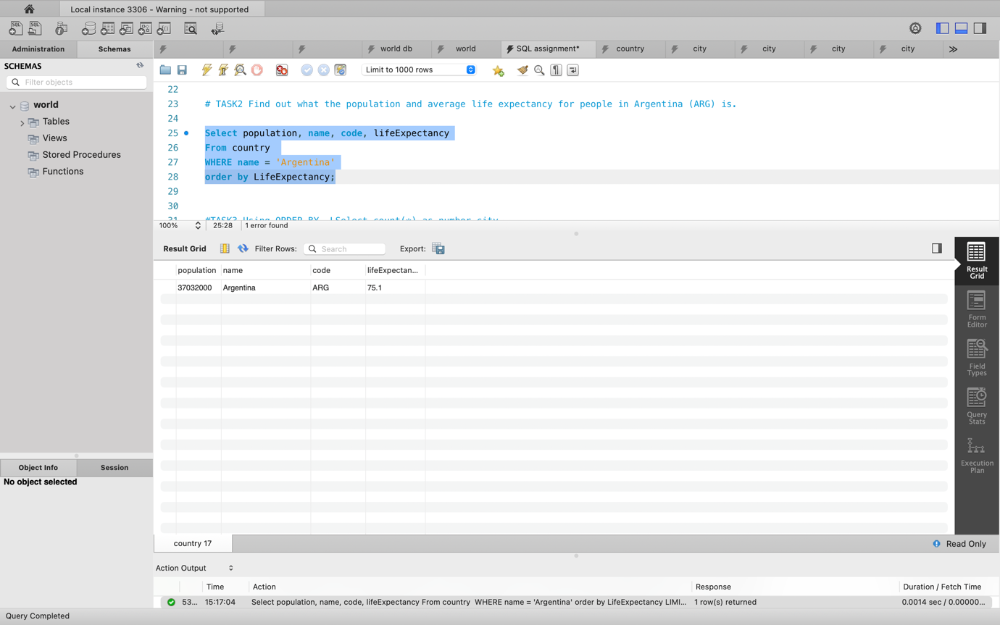 Local instance 3306 - Warning - not supported
Administration
Schemas
world db
world
SQL assignment*
country
city
city
city
city
SCHEMAS
Filter objects
world
Tables
Views
Stored Procedures
Functions
Limit to 1000 rows
22
23 # TASK2 Find out what the population and average life expectancy for people in Argentina (ARG) is.
24
25 Select population, name, code, lifeExpectancy
26 From country
27 WHERE name = 'Argentina'
28 order by LifeExpectancy;
29
30
31 #TASK3 Using ORDER BY, LSelect count(*) as number_city
100%
25:28
1 error found
Result Grid
Filter Rows:
Search
Export:
population name code lifeExpectan...
37032000 Argentina ARG 75.1
Result
Grid
Form
Editor
Field
Types
Query
Stats
Execution
Plan
Object Info
Session
No object selected
country 17
Read Only
Action Output
Time Action Response Duration / Fetch Time
53... 15:17:04 Select population, name, code, lifeExpectancy From country WHERE name = 'Argentina' order by LifeExpectancy LIMI... 1 row(s) returned 0.0014 sec / 0.00000...
Query Completed